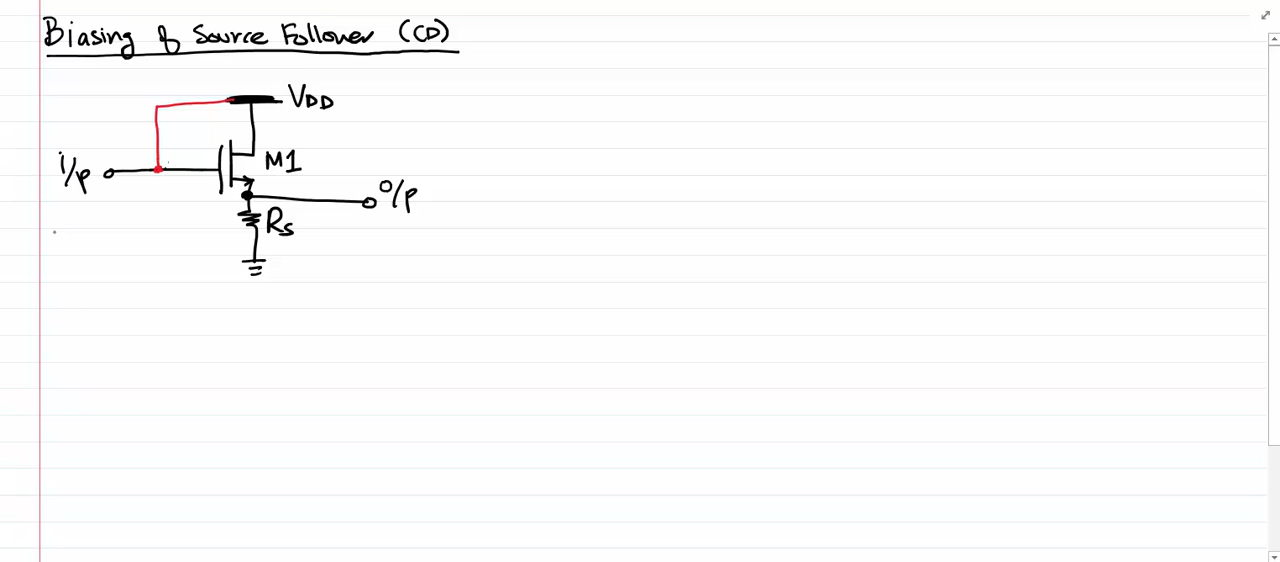 Biasing of Source Follower (CD)
VDD
i/p
M1
o/p
Rs